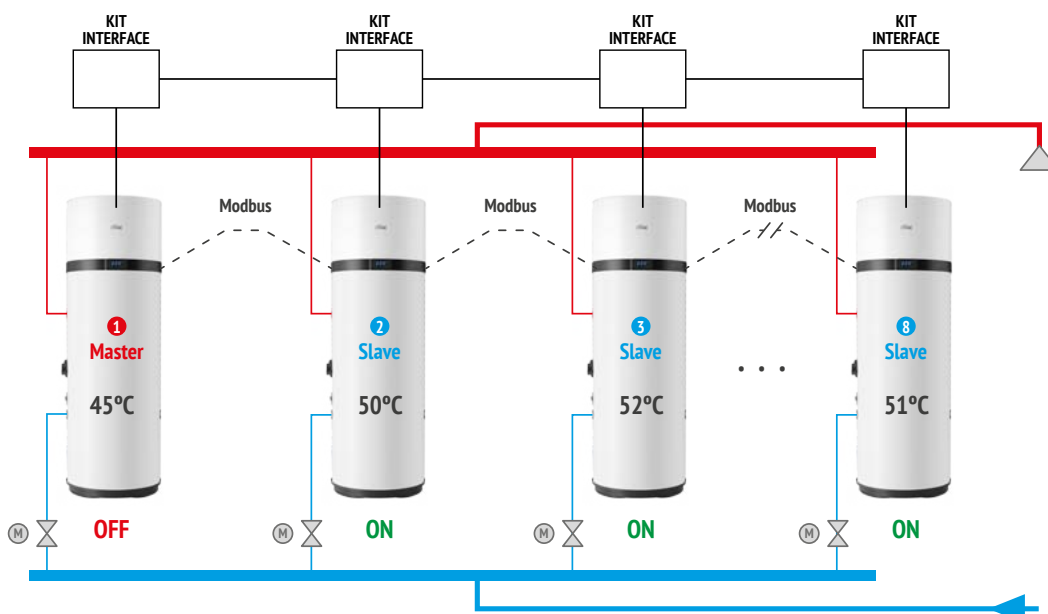 KIT
INTERFACE
KIT
INTERFACE
KIT
INTERFACE
KIT
INTERFACE
Modbus
Modbus
Modbus
1
Master
45ºC
2
Slave
50ºC
3
Slave
52ºC
8
Slave
51ºC
M
OFF
M
ON
M
ON
M
ON